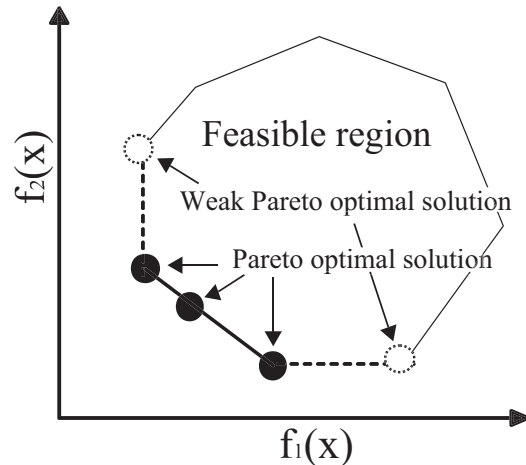 f₂(x)
Feasible region
Weak Pareto optimal solution
Pareto optimal solution
f₁(x)